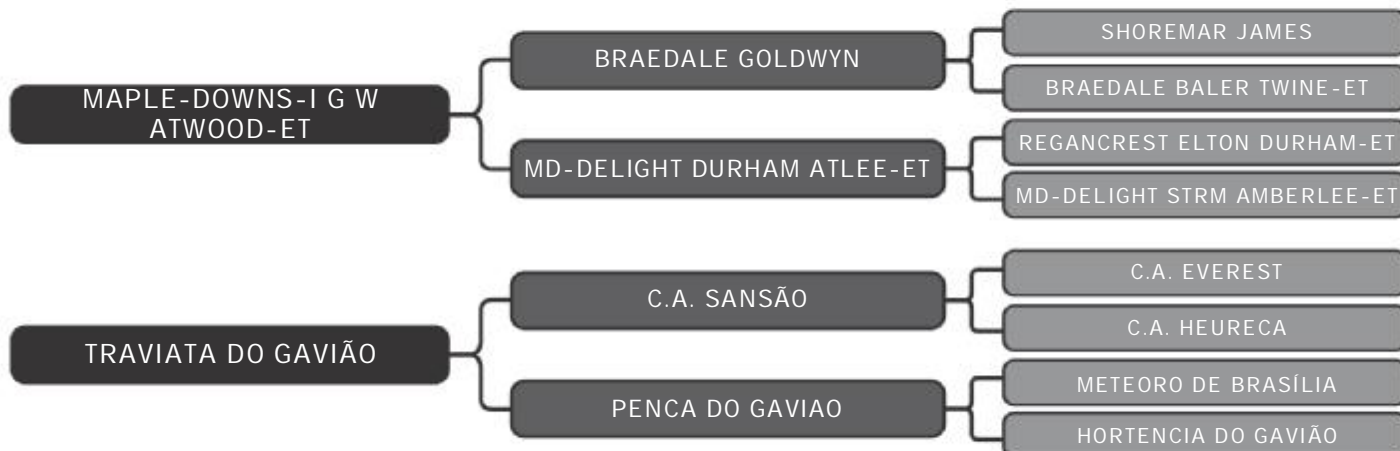 MAPLE-DOWNS-I G W
ATWOOD-ET
BRAEDALE GOLDWYN
SHOREMAR JAMES
BRAEDALE BALER TWINE-ET
MD-DELIGHT DURHAM ATLEE-ET
REGANCREST ELTON DURHAM-ET
MD-DELIGHT STRM AMBERLEE-ET
TRAVIATA DO GAVIÃO
C.A. SANSÃO
C.A. EVEREST
C.A. HEURECA
PENCA DO GAVIAO
METEORO DE BRASÍLIA
HORTENCIA DO GAVIÃO